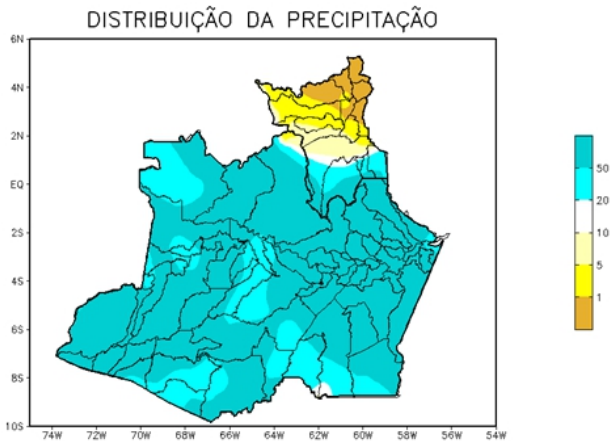 DISTRIBUIÇÃO DA PRECIPITAÇÃO
6N
4N
2N
EQ
2S
4S
6S
8S
10S
74W 72W 70W 68W 66W 64W 62W 60W 58W 56W 54W
50
20
10
5
1